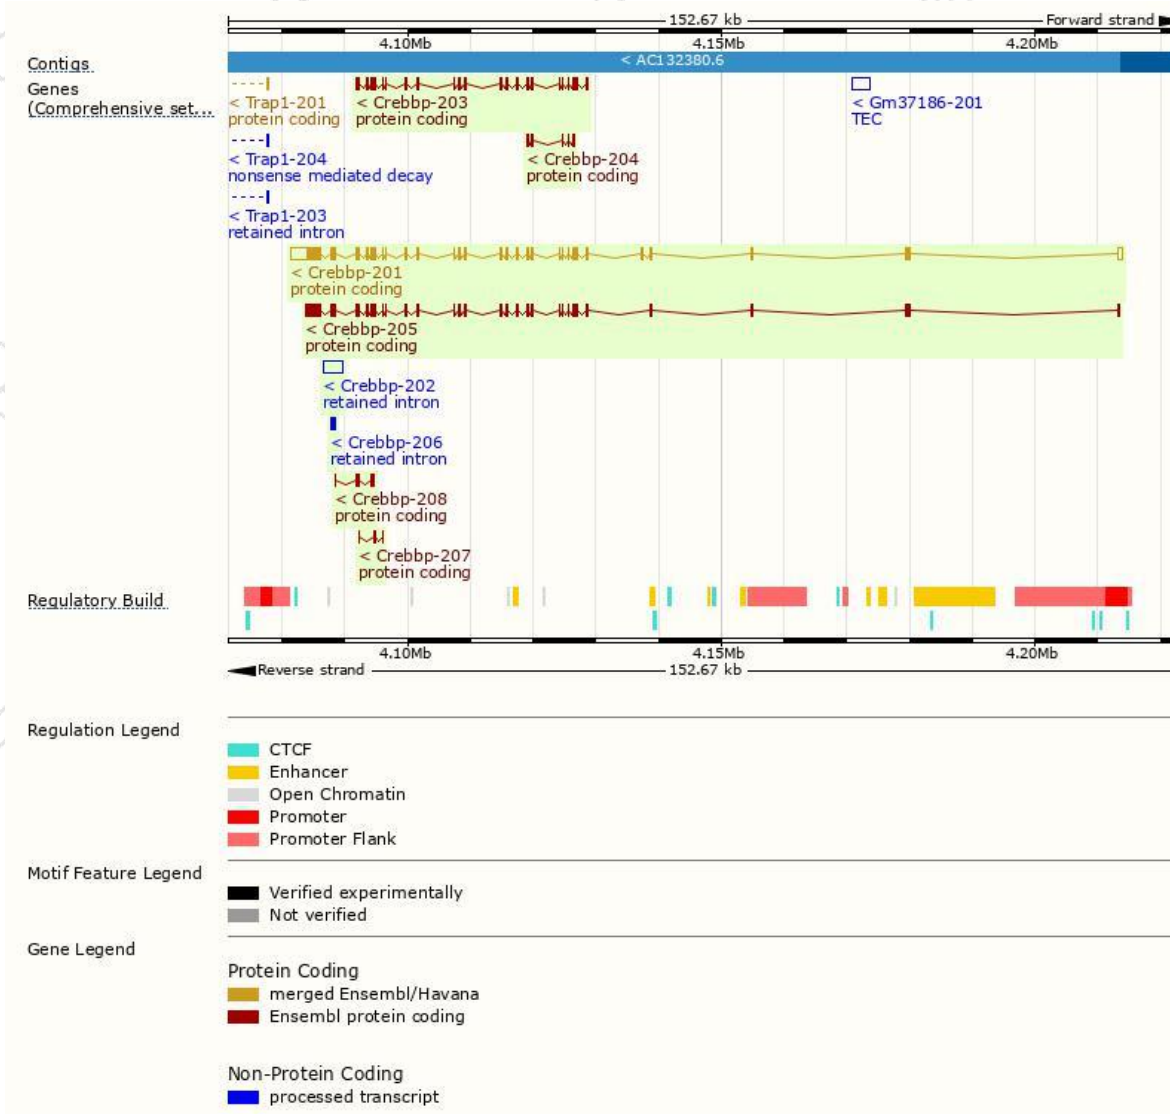 152.67 kb Forward strand
4.10Mb 4.15Mb 4.20Mb
Contigs < AC132380.6
Genes
(Comprehensive set...
< Trap1-201 < Crebbp-203 < Gm37186-201
protein coding protein coding TEC
< Trap1-204 < Crebbp-204
nonsense mediated decay protein coding
< Trap1-203
retained intron
< Crebbp-201
protein coding
< Crebbp-205
protein coding
< Crebbp-202
retained intron
< Crebbp-206
retained intron
< Crebbp-208
protein coding
< Crebbp-207
protein coding
Regulatory Build
4.10Mb 4.15Mb 4.20Mb
Reverse strand 152.67 kb
Regulation Legend
CTCF
Enhancer
Open Chromatin
Promoter
Promoter Flank
Motif Feature Legend
Verified experimentally
Not verified
Gene Legend
Protein Coding
merged Ensembl/Havana
Ensembl protein coding
Non-Protein Coding
processed transcript